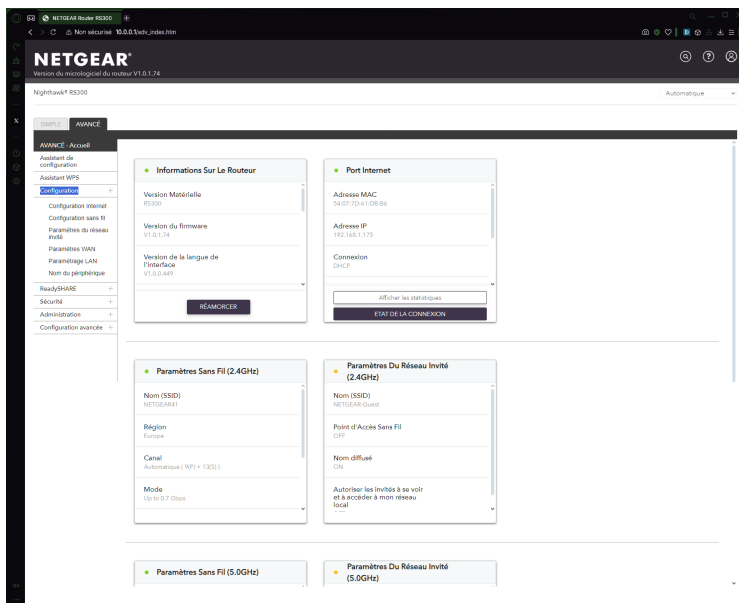 NETGEAR Router RS300
Non sécurisé 10.0.0.1/adv_index.htm
NETGEAR®
Version du micrologiciel du routeur V1.0.1.74
Nighthawk® RS300
Automatique
SIMPLE AVANCÉ
AVANCÉ - Accueil
Assistant de
configuration
Assistant WPS
Configuration +
Configuration Internet
Configuration sans fil
Paramètres du réseau
invité
Paramètres WAN
Paramétrage LAN
Nom du périphérique
ReadySHARE +
Sécurité +
Administration +
Configuration avancée +
Informations Sur Le Routeur
Version Matérielle
RS300
Version du firmware
V1.0.1.74
Version de la langue de
l'interface
V1.0.0.449
RÉAMORCER
Port Internet
Adresse MAC
54:07:7D:61:DB:B6
Adresse IP
192.168.1.175
Connexion
DHCP
Afficher les statistiques
ETAT DE LA CONNEXION
Paramètres Sans Fil (2.4GHz)
Nom (SSID)
NETGEAR41
Région
Europe
Canal
Automatique ( 9(P) + 13(S) )
Mode
Up to 0.7 Gbps
Paramètres Du Réseau Invité
(2.4GHz)
Nom (SSID)
NETGEAR-Guest
Point d'Accès Sans Fil
OFF
Nom diffusé
ON
Autoriser les invités à se voir
et à accéder à mon réseau
local
Paramètres Sans Fil (5.0GHz)
Paramètres Du Réseau Invité
(5.0GHz)